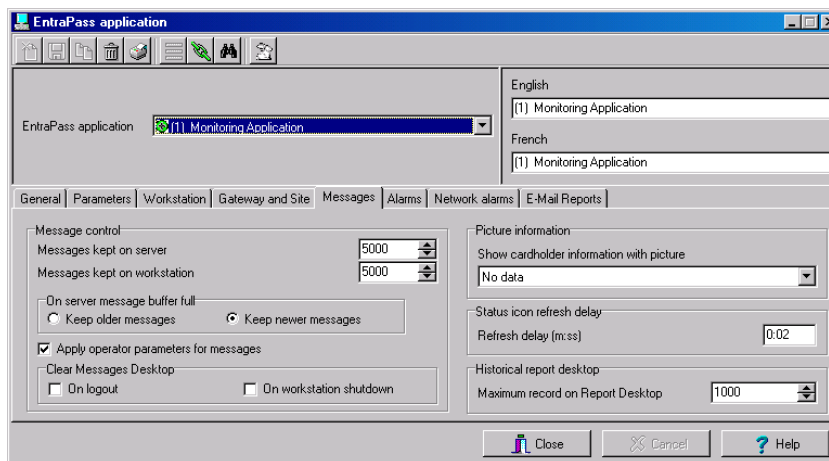 EntraPass application
English
(1) Monitoring Application
EntraPass application
(1) Monitoring Application
French
(1) Monitoring Application
General Parameters Workstation Gateway and Site Messages Alarms Network alarms E-Mail Reports
Message control
Messages kept on server 5000
Messages kept on workstation 5000
On server message buffer full
Keep older messages Keep newer messages
Apply operator parameters for messages
Clear Messages Desktop
On logout On workstation shutdown
Picture information
Show cardholder information with picture
No data
Status icon refresh delay
Refresh delay (m:ss) 0:02
Historical report desktop
Maximum record on Report Desktop 1000
Close Cancel Help